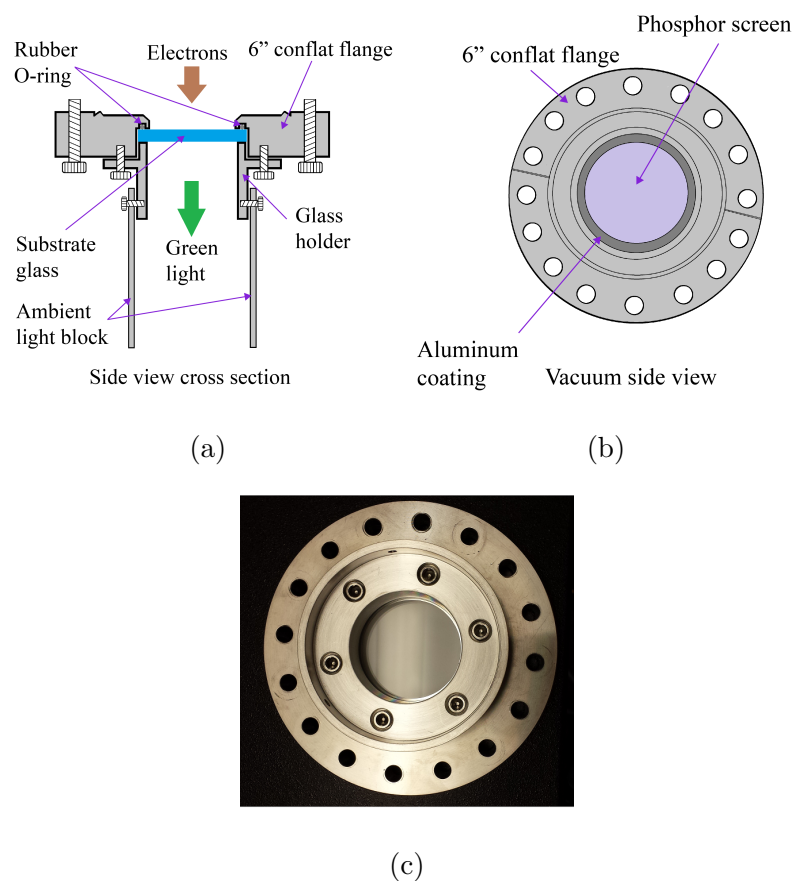 Rubber
O-ring
Electrons
6” conflat flange
Substrate
glass
Green
light
Glass
holder
Ambient
light block
Side view cross section
(a)
Phosphor screen
6” conflat flange
Aluminum
coating
Vacuum side view
(b)
(c)